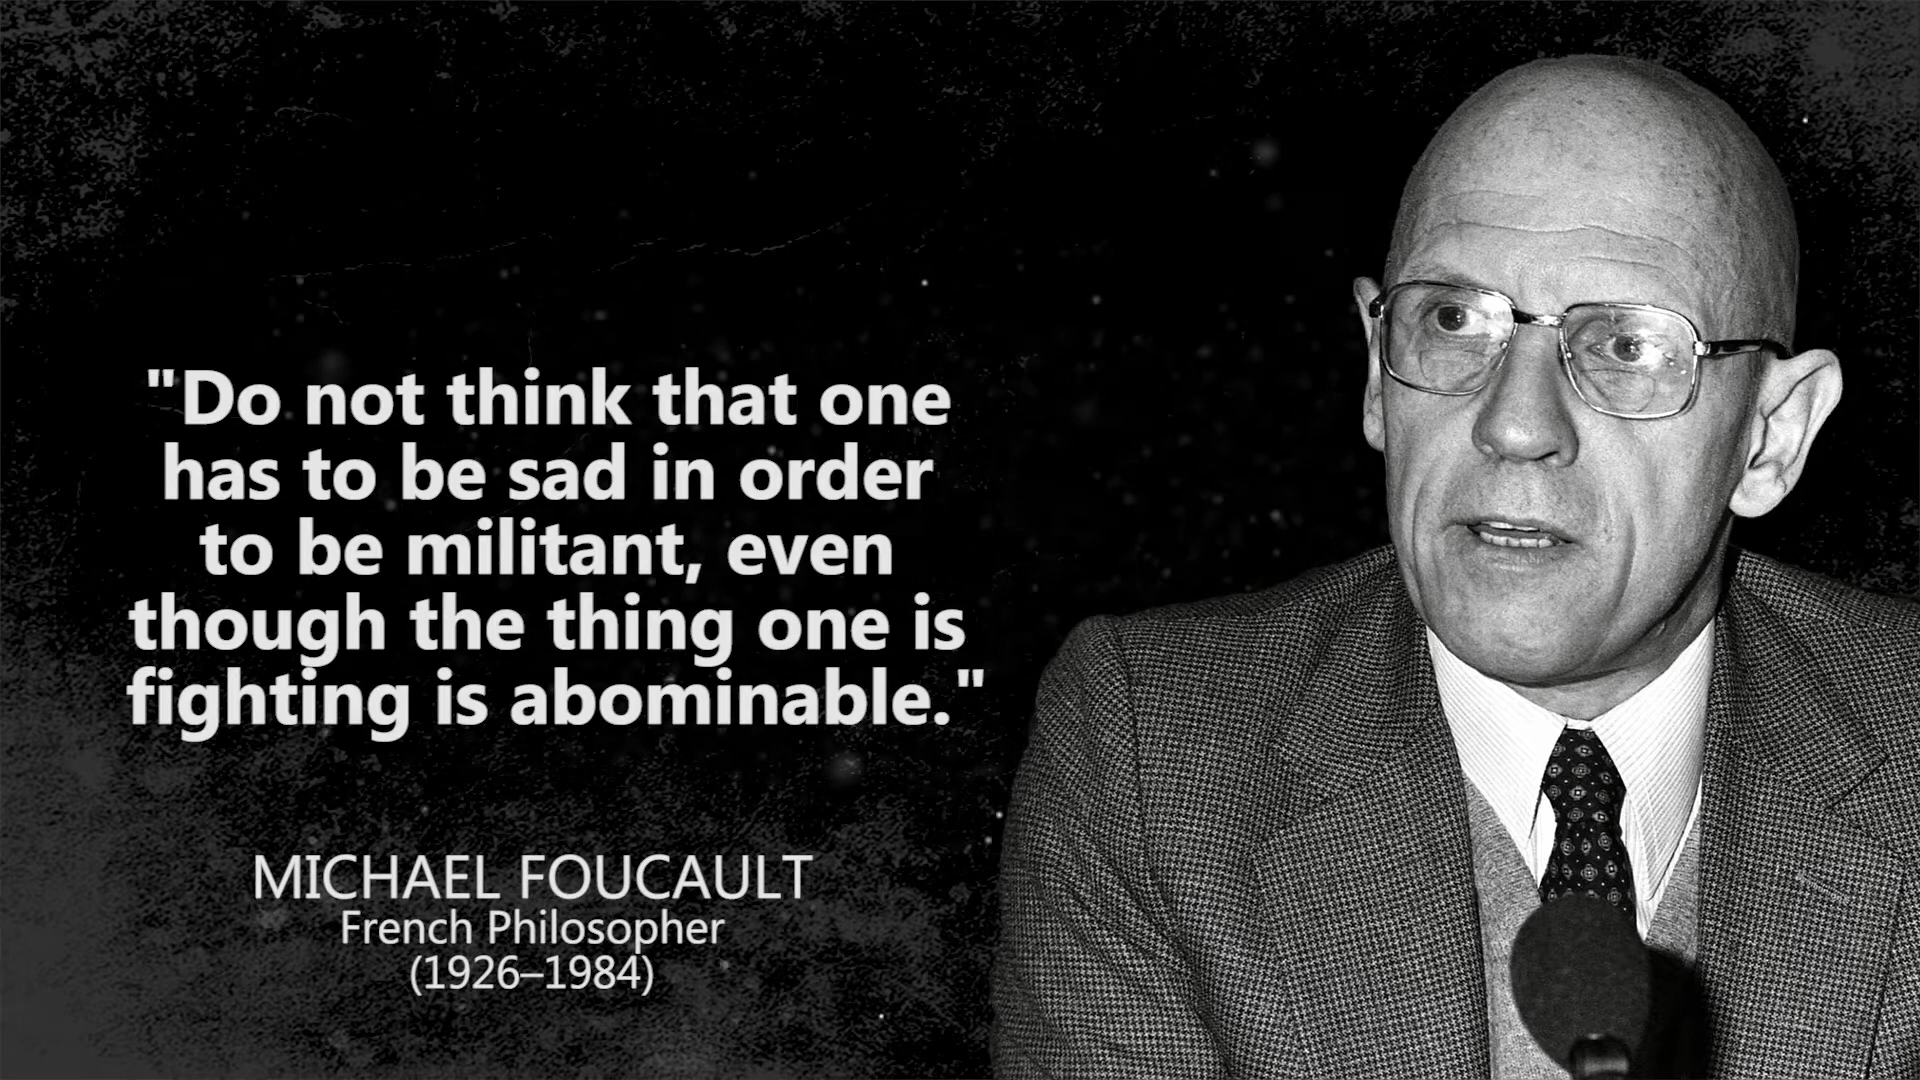 "Do not think that one
has to be sad in order
to be militant, even
though the thing one is
fighting is abominable."
MICHAEL FOUCAULT
French Philosopher
(1926–1984)